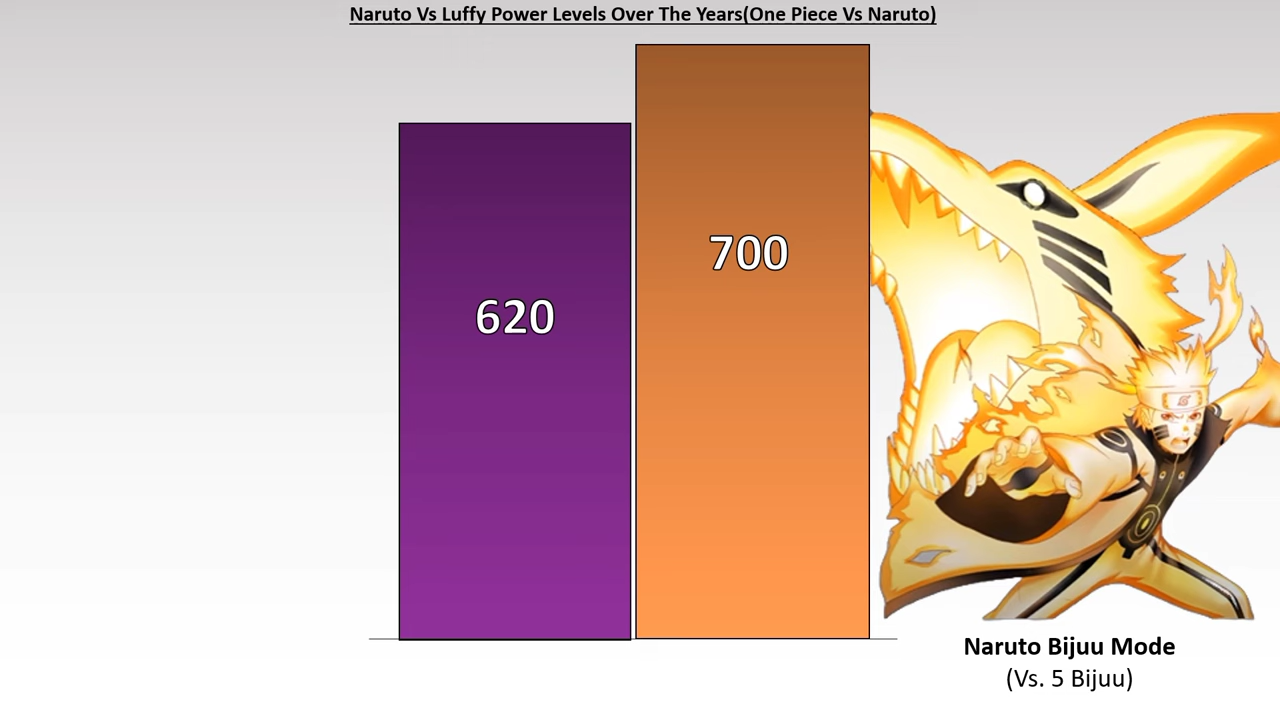 Naruto Vs Luffy Power Levels Over The Years(One Piece Vs Naruto)
620
700
Naruto Bijuu Mode
(Vs. 5 Bijuu)